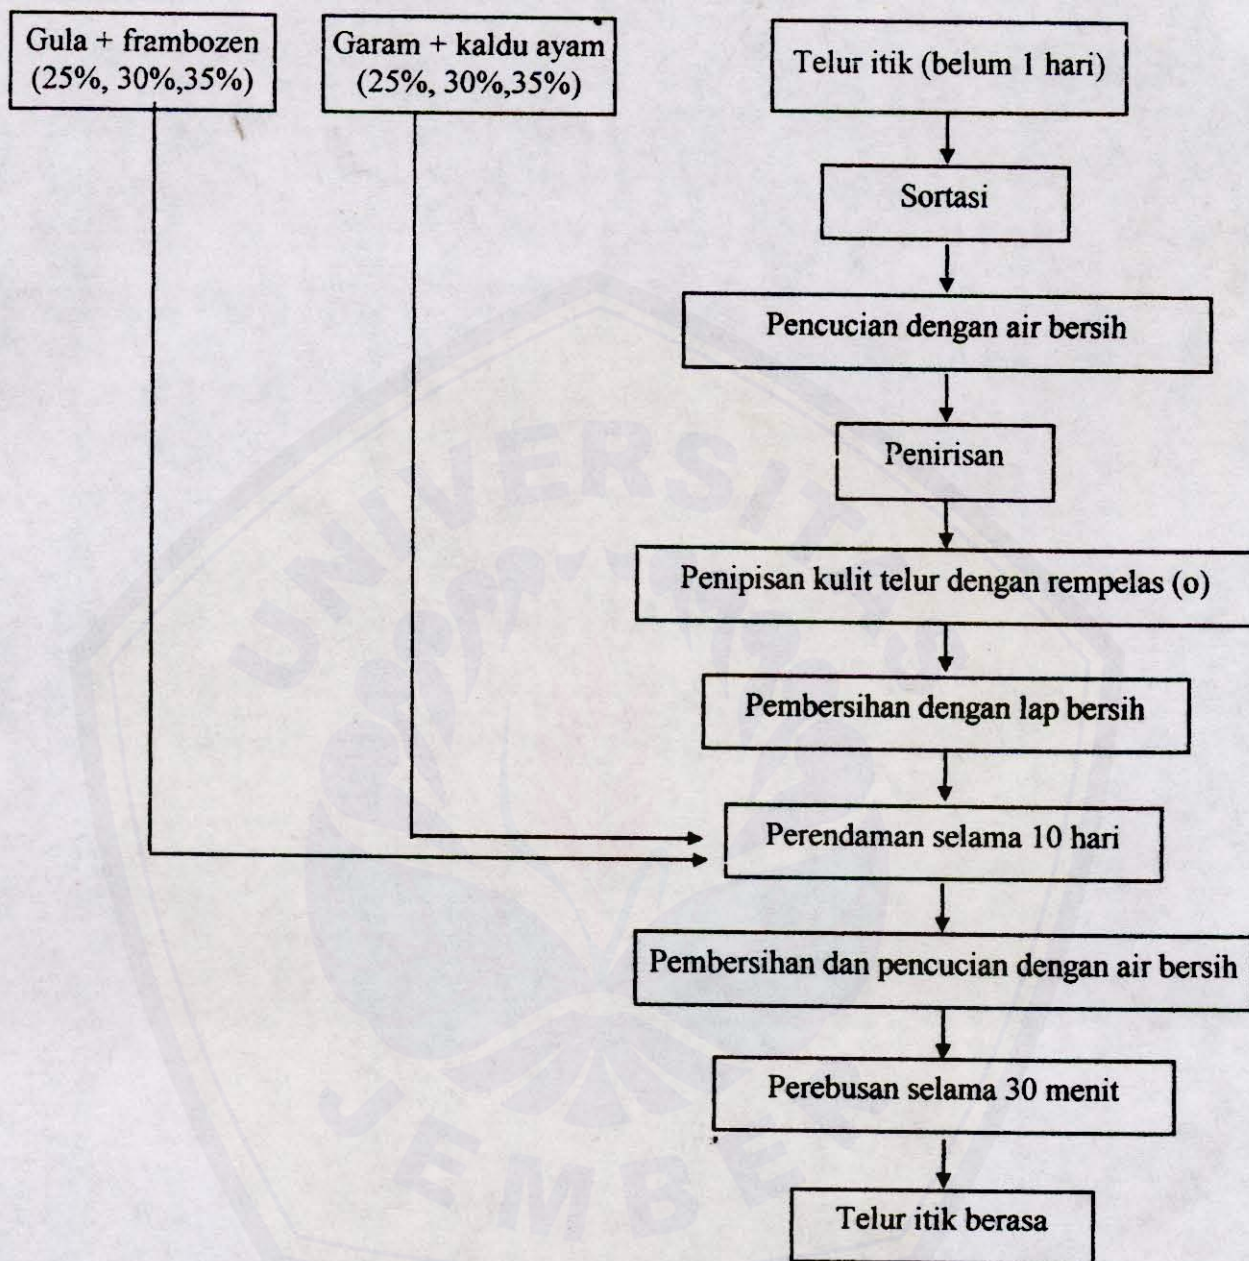 Gula + frambozen
(25%, 30%,35%)
Garam + kaldu ayam
(25%, 30%,35%)
Telur itik (belum 1 hari)
Sortasi
Pencucian dengan air bersih
Penirisan
Penipisan kulit telur dengan rempelas (o)
Pembersihan dengan lap bersih
Perendaman selama 10 hari
Pembersihan dan pencucian dengan air bersih
Perebusan selama 30 menit
Telur itik berasa
UNIVERSITAS
JEMBER